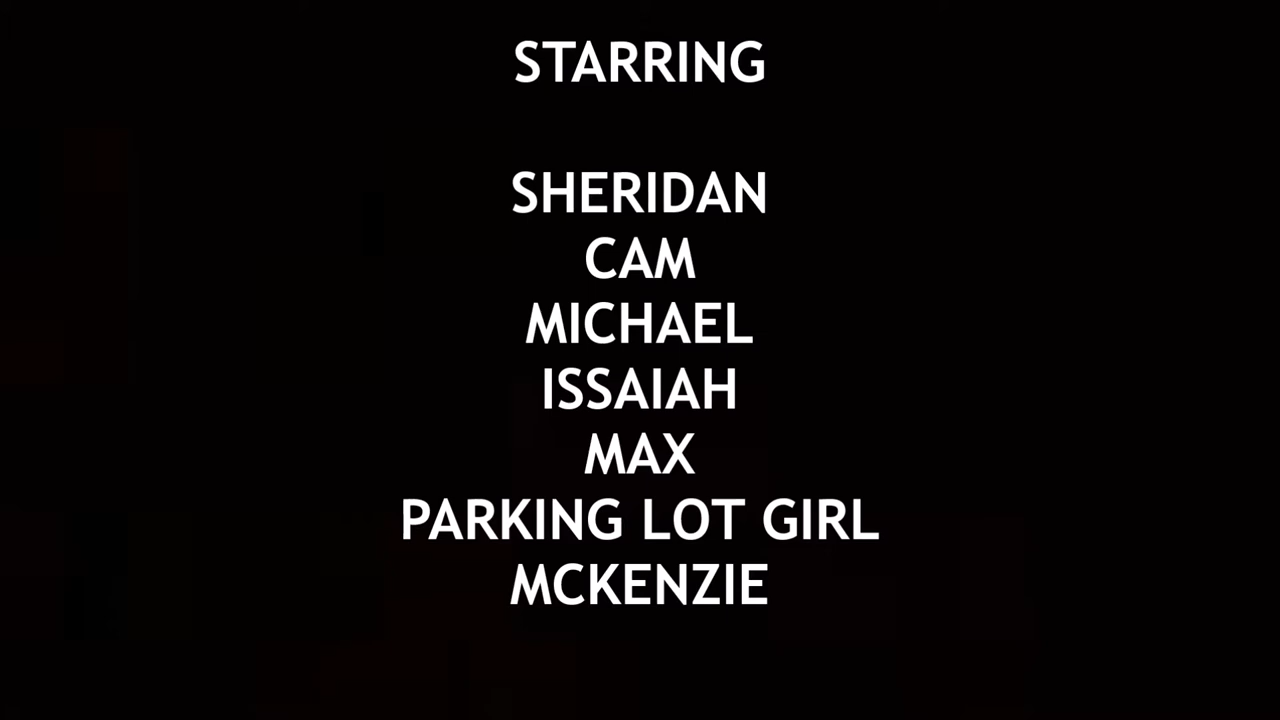 STARRING
SHERIDAN
CAM
MICHAEL
ISSAIAH
MAX
PARKING LOT GIRL
MCKENZIE